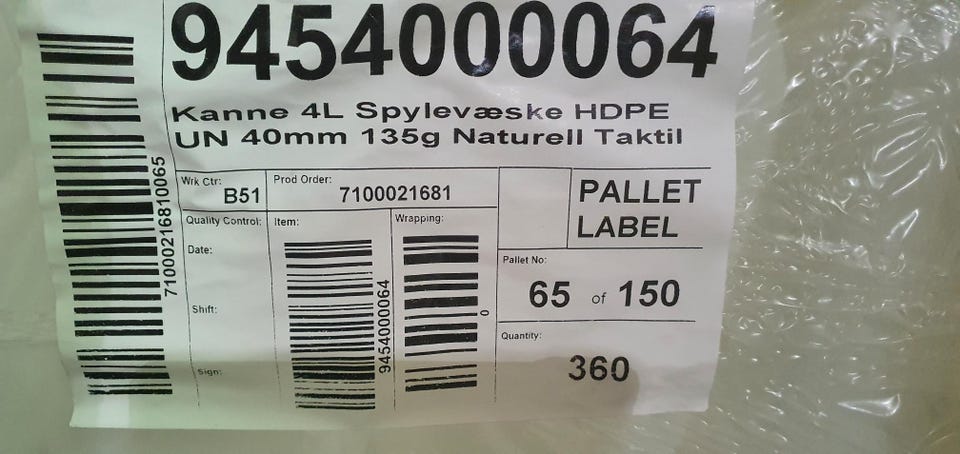 9454000064
Kanne 4L Spylevæske HDPE
UN 40mm 135g Naturell Taktil
Wrk Ctr:
B51
Prod Order:
7100021681
PALLET
LABEL
Quality Control:
Date:
Shift:
Sign:
Item:
9454000064
Wrapping:
0
Pallet No:
65 of 150
Quantity:
360
71000216810065